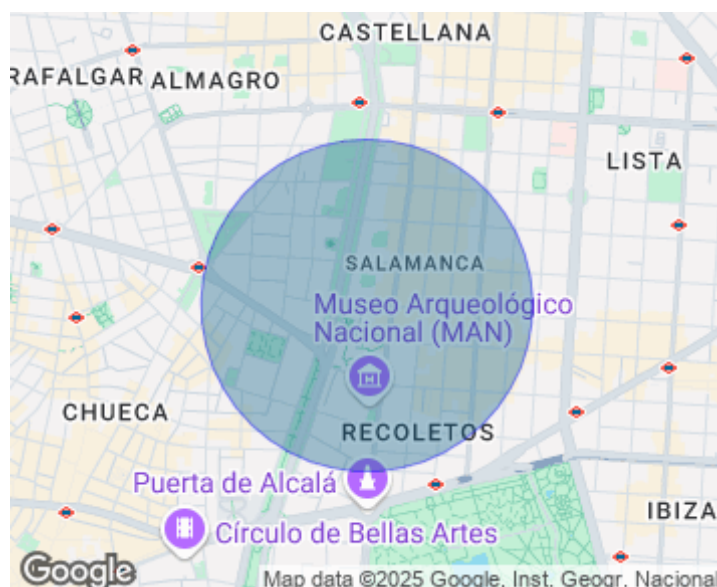 CASTELLANA
RAFALGAR
ALMAGRO
LISTA
SALAMANCA
Museo Arqueológico
Nacional (MAN)
CHUECA
RECOLETOS
Puerta de Alcalá
IBIZA
Círculo de Bellas Artes
Google
Map data ©2025 Google, Inst. Geogr. Nacional